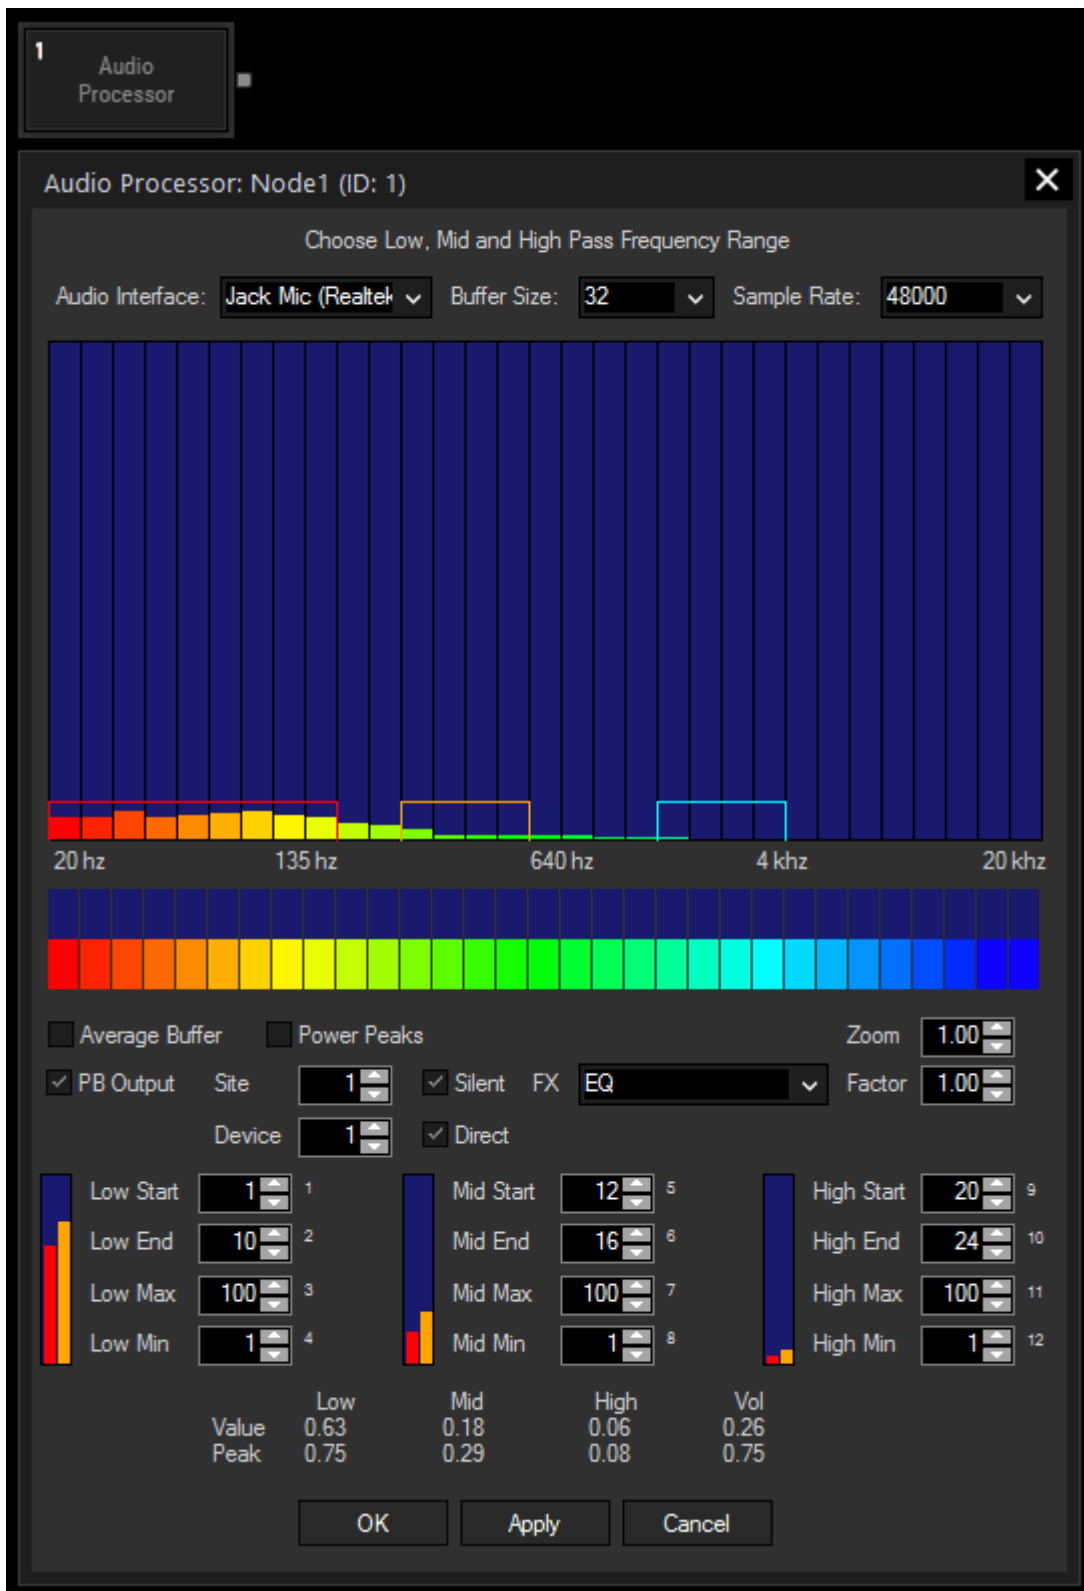 1
Audio
Processor
Audio Processor: Node1 (ID: 1)
Choose Low, Mid and High Pass Frequency Range
Audio Interface: Jack Mic (Realtek Buffer Size: 32 Sample Rate: 48000
20 hz 135 hz 640 hz 4 khz 20 khz
Average Buffer Power Peaks Zoom 1.00
PB Output Site 1 Silent FX EQ Factor 1.00
Device 1 Direct
Low Start 1 1 Mid Start 12 5 High Start 20 9
Low End 10 2 Mid End 16 6 High End 24 10
Low Max 100 3 Mid Max 100 7 High Max 100 11
Low Min 1 4 Mid Min 1 8 High Min 1 12
Low Mid High Vol
Value 0.63 0.18 0.06 0.26
Peak 0.75 0.29 0.08 0.75
OK Apply Cancel